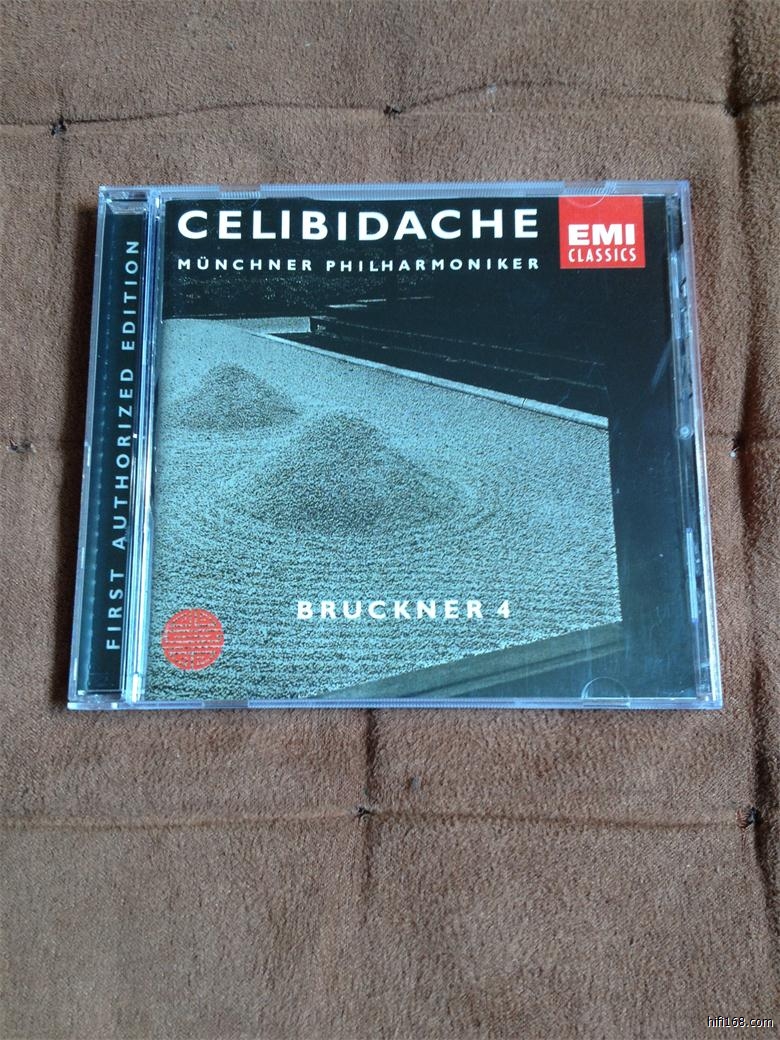 CELIBIDACHE
MÜNCHNER PHILHARMONIKER
EMI
CLASSICS
FIRST AUTHORIZED EDITION
BRUCKNER 4
hifi168.com